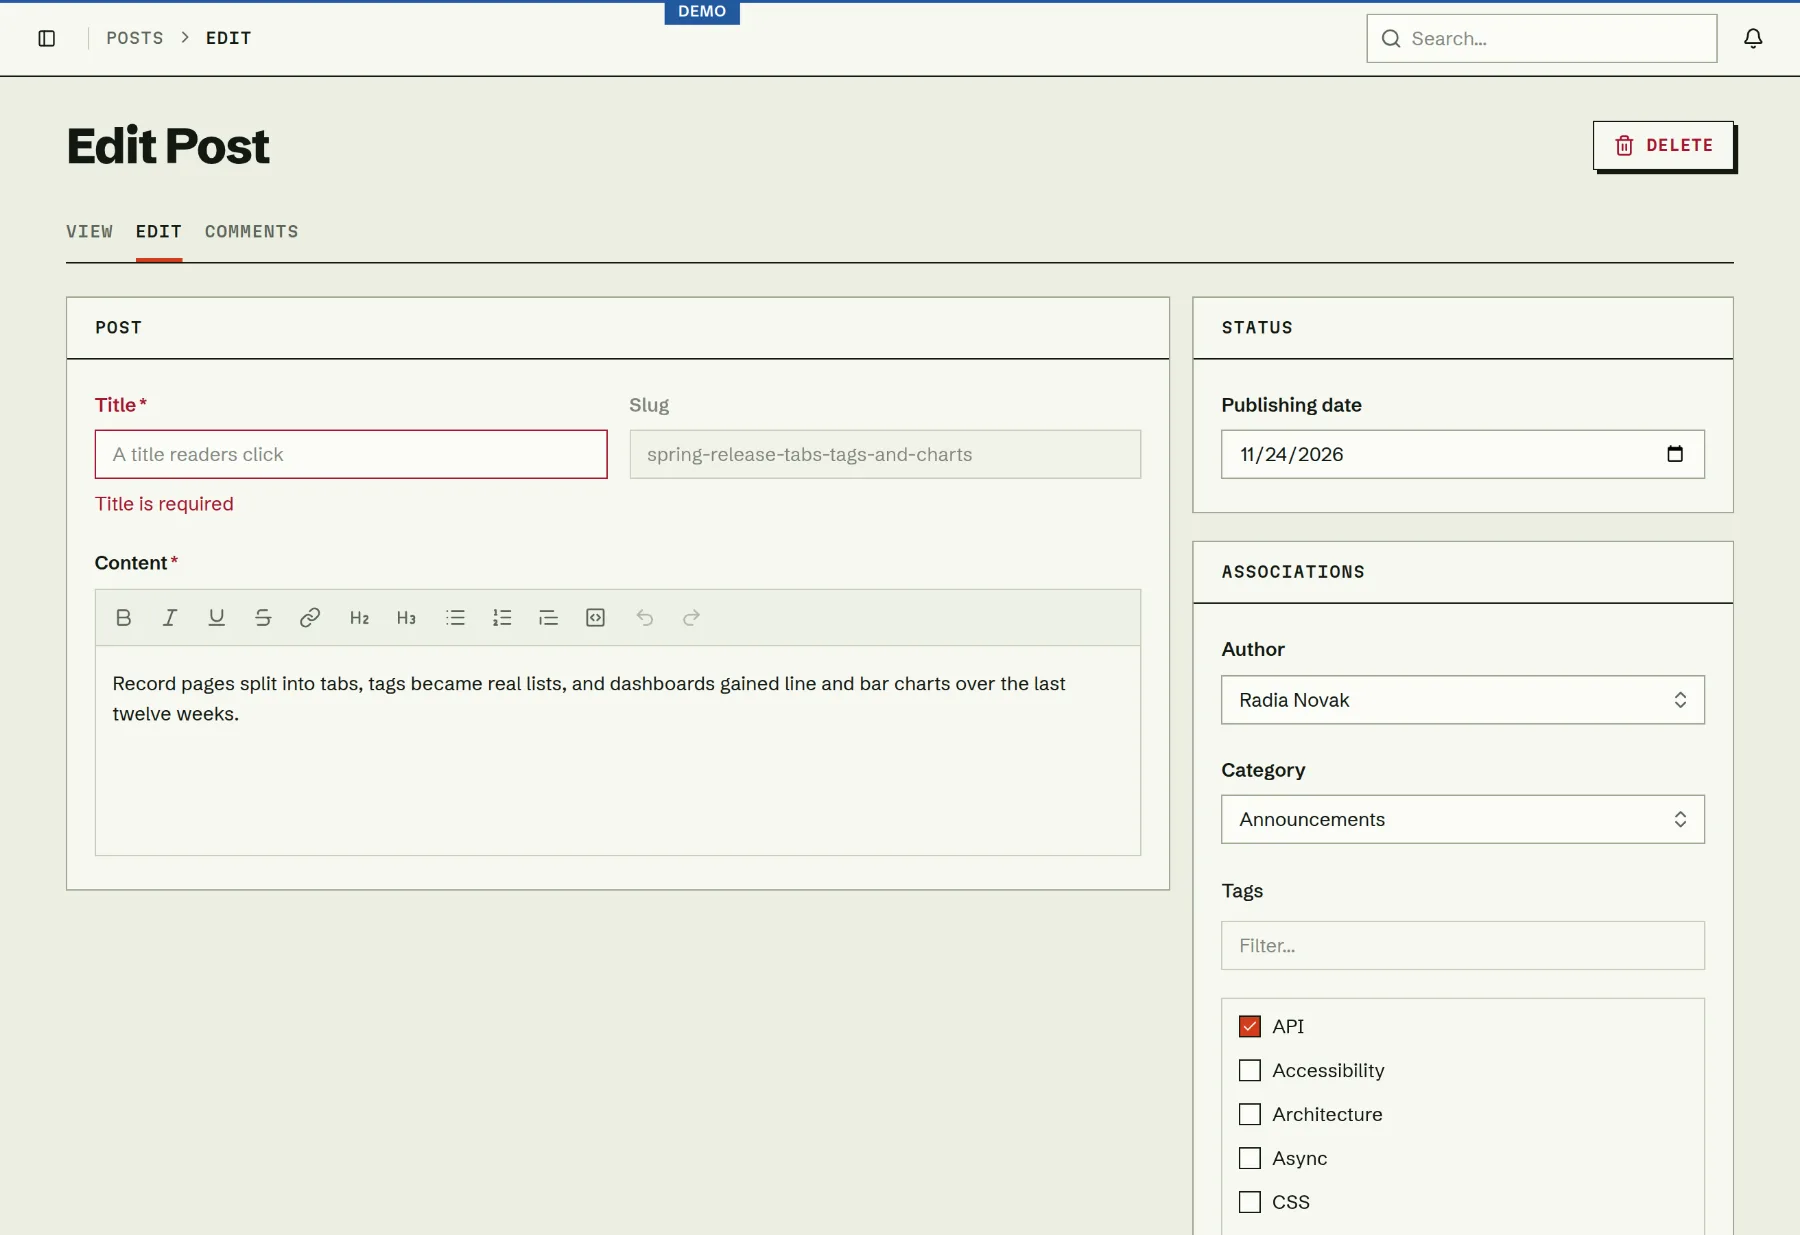 DEMO
POSTS > EDIT
Search...
Edit Post
DELETE
VIEW EDIT COMMENTS
POST
Title*
A title readers click
Title is required
Slug
spring-release-tabs-tags-and-charts
Content*
H2 H3
Record pages split into tabs, tags became real lists, and dashboards gained line and bar charts over the last
twelve weeks.
STATUS
Publishing date
11/24/2026
ASSOCIATIONS
Author
Radia Novak
Category
Announcements
Tags
Filter...
API
Accessibility
Architecture
Async
CSS